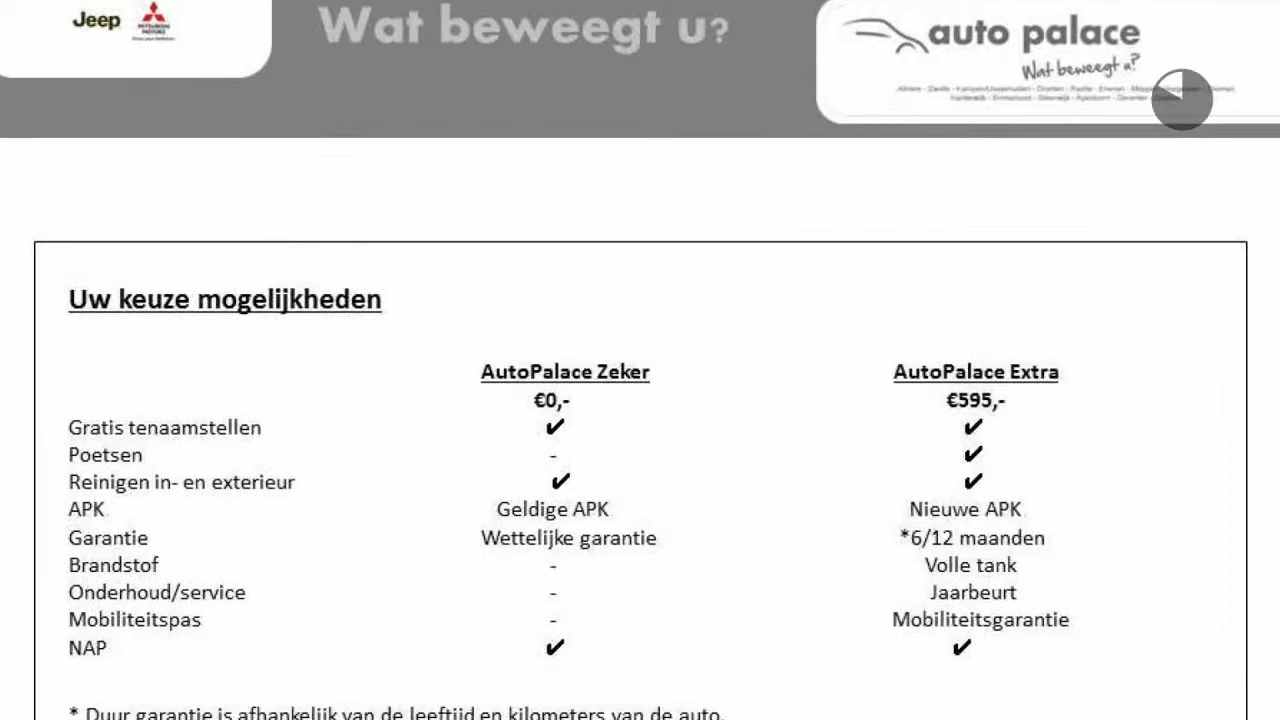 Jeep
MITSUBISHI
MOTORS
Wat beweegt u?
auto palace
Wat beweegt u?
Uw keuze mogelijkheden
AutoPalace Zeker AutoPalace Extra
€0,- €595,-
Gratis tenaamstellen ✔ ✔
Poetsen - ✔
Reinigen in- en exterieur ✔ ✔
APK Geldige APK Nieuwe APK
Garantie Wettelijke garantie *6/12 maanden
Brandstof - Volle tank
Onderhoud/service - Jaarbeurt
Mobiliteitspas - Mobiliteitsgarantie
NAP ✔ ✔
* Duur garantie is afhankelijk van de leeftijd en kilometers van de auto.